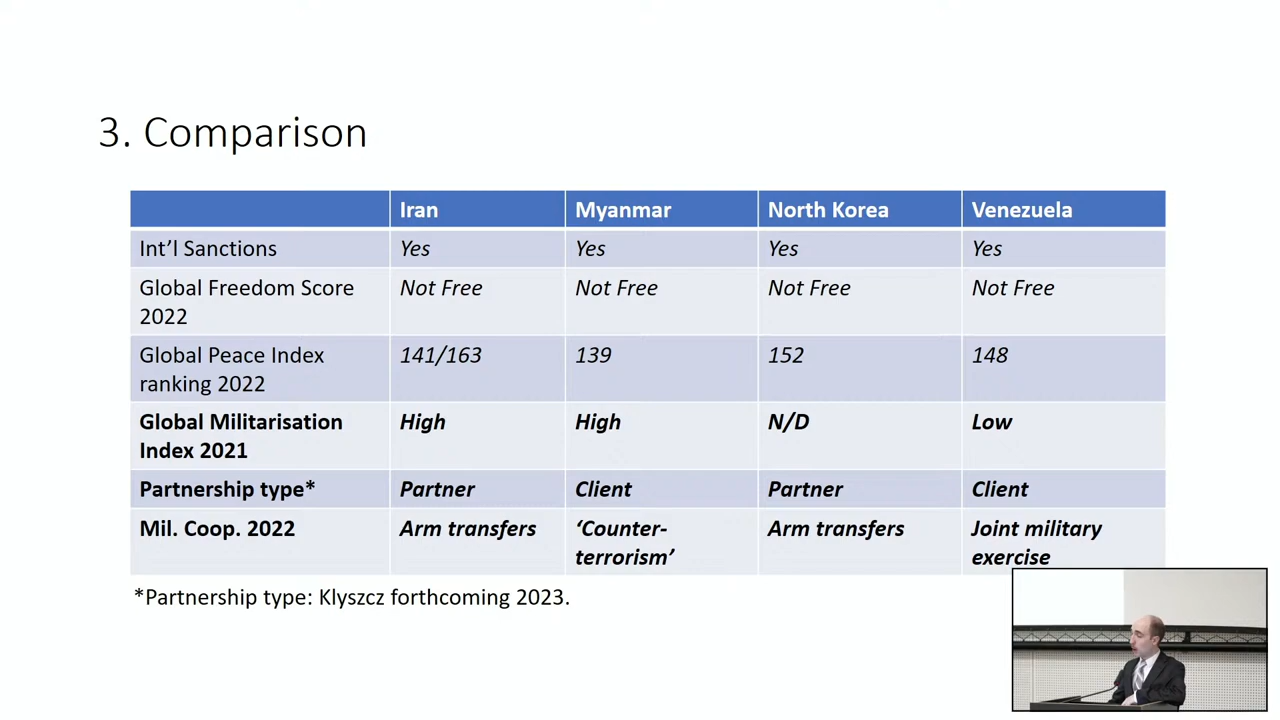 3. Comparison
Iran Myanmar North Korea Venezuela
Int’l Sanctions Yes Yes Yes Yes
Global Freedom Score Not Free Not Free Not Free Not Free
2022
Global Peace Index 141/163 139 152 148
ranking 2022
Global Militarisation High High N/D Low
Index 2021
Partnership type* Partner Client Partner Client
Mil. Coop. 2022 Arm transfers ‘Counter- Arm transfers Joint military
terrorism’ exercise
*Partnership type: Klyszcz forthcoming 2023.